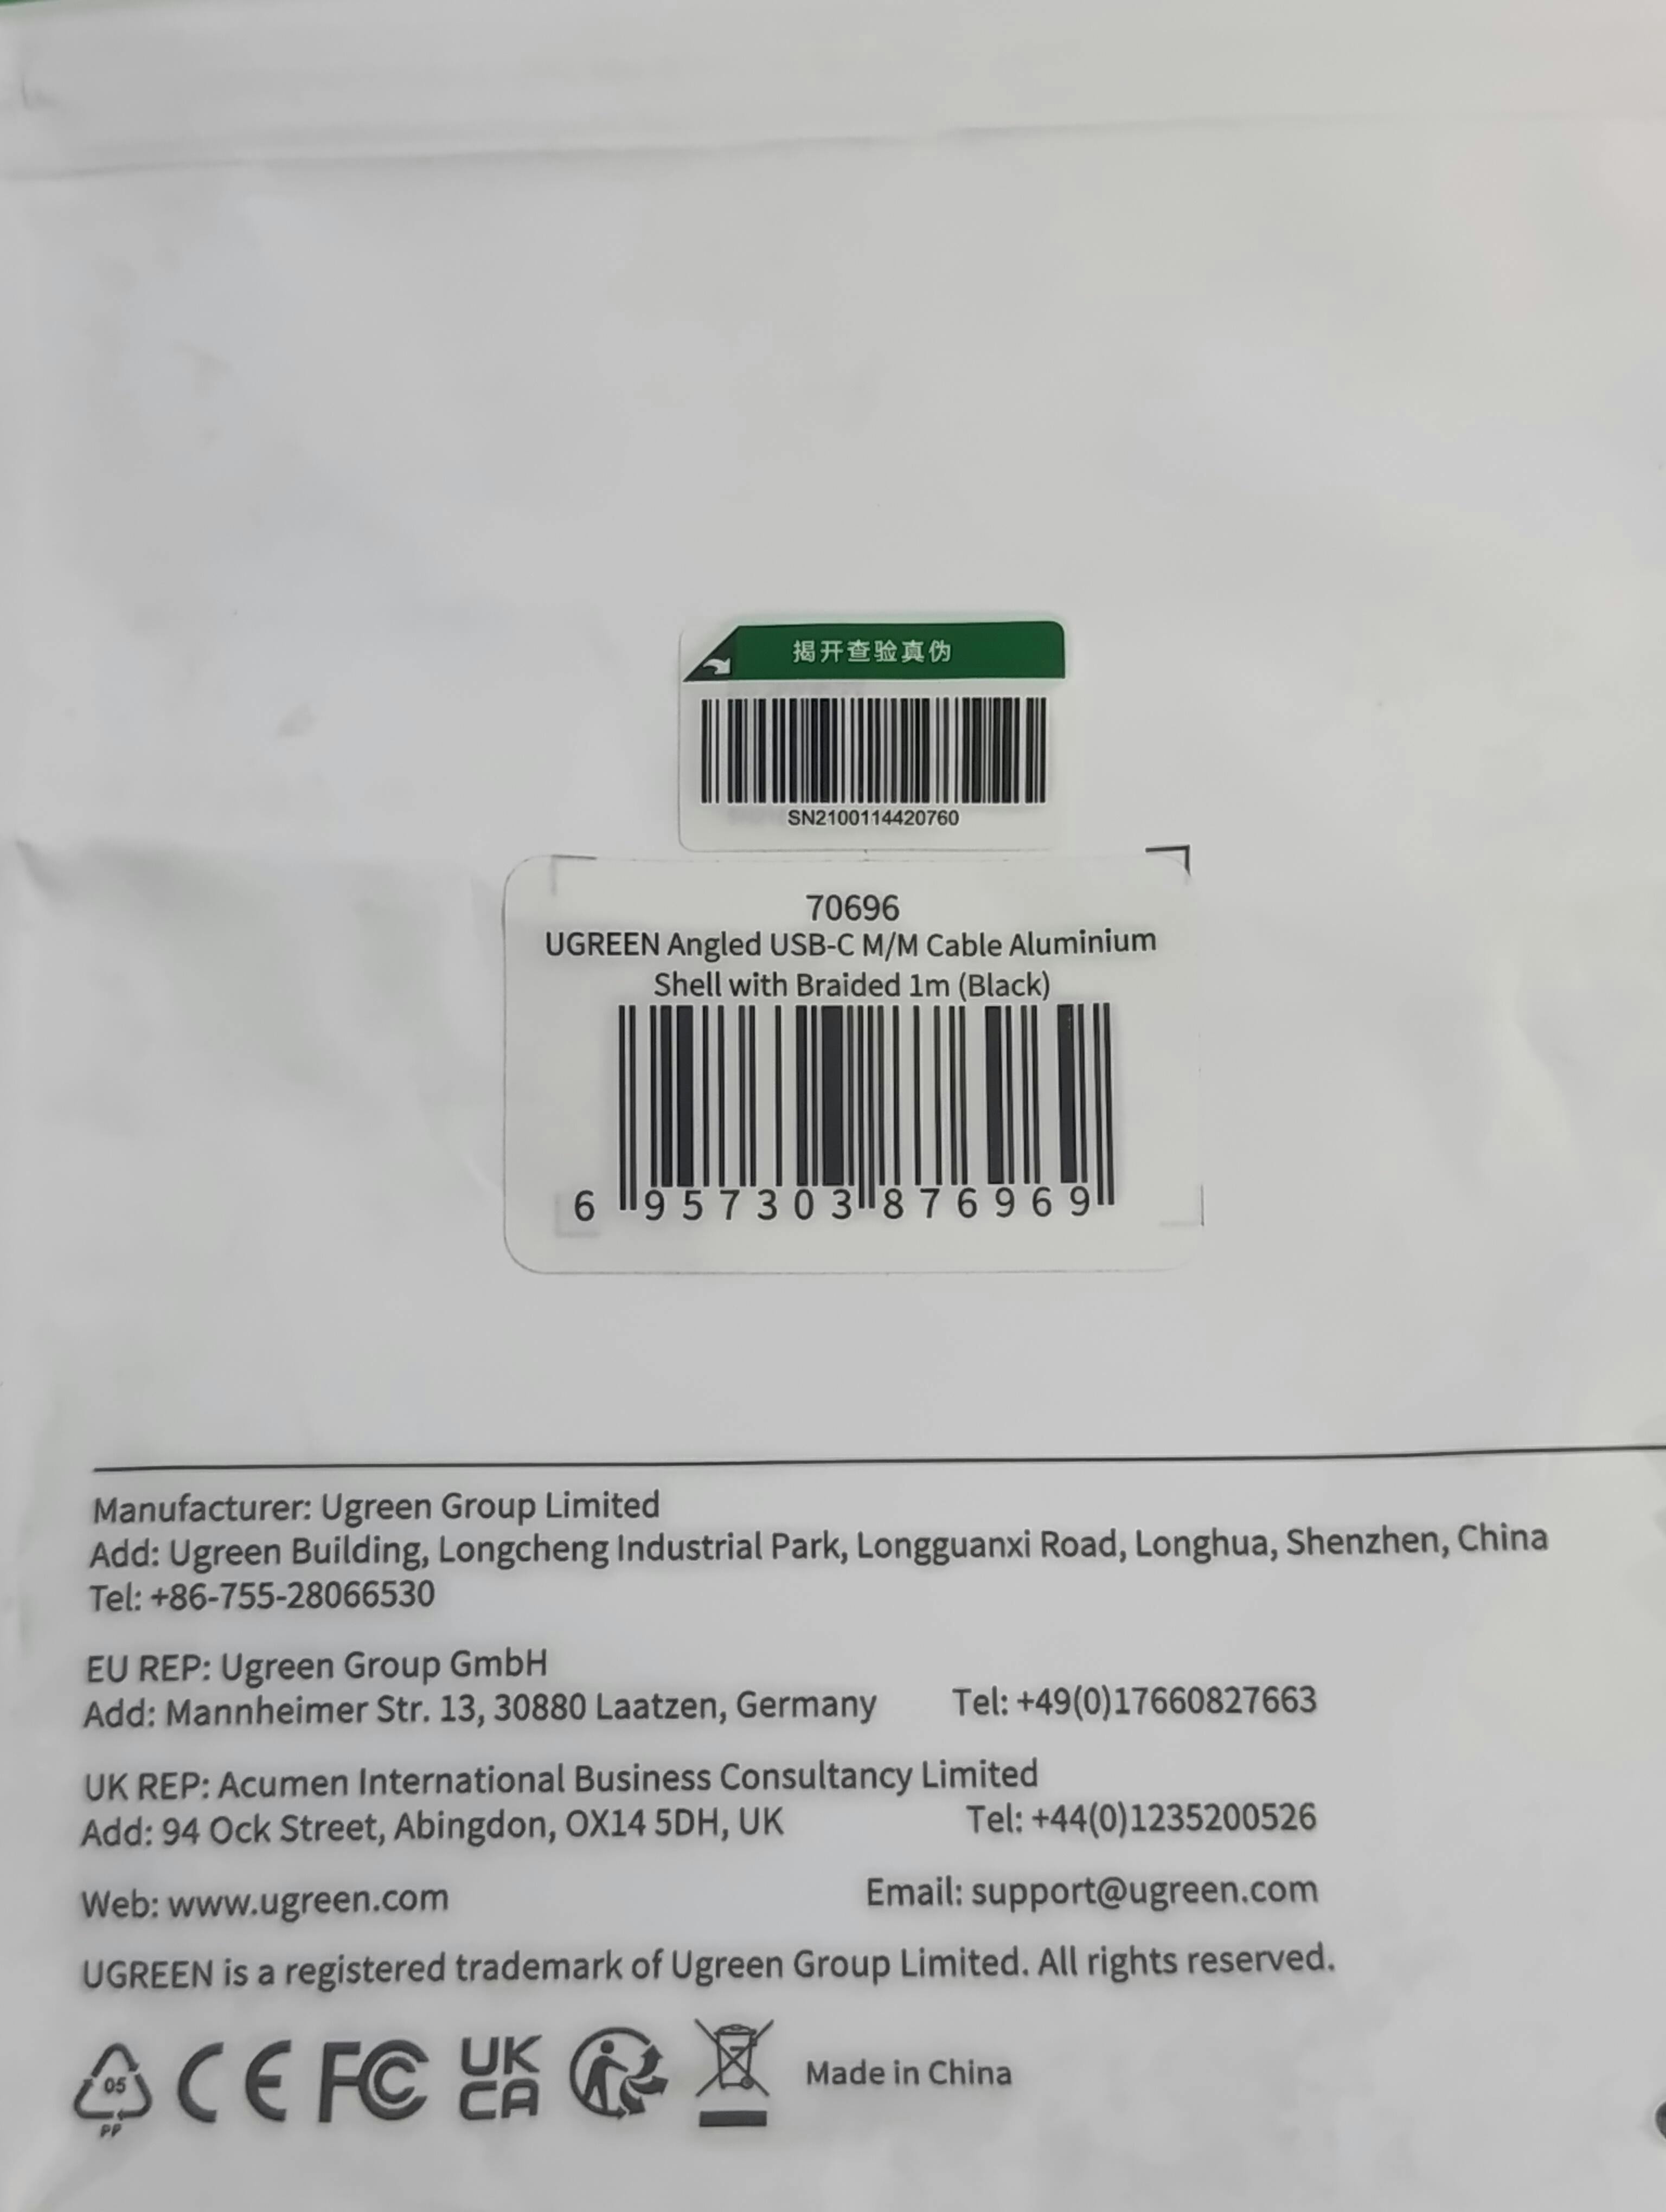 揭开查验真伪
SN2100114420760
70696
UGREEN Angled USB-C M/M Cable Aluminium
Shell with Braided 1m (Black)
6 957303 876969
Manufacturer: Ugreen Group Limited
Add: Ugreen Building, Longcheng Industrial Park, Longguanxi Road, Longhua, Shenzhen, China
Tel: +86-755-28066530
EU REP: Ugreen Group GmbH
Add: Mannheimer Str. 13, 30880 Laatzen, Germany Tel: +49(0)17660827663
UK REP: Acumen International Business Consultancy Limited
Add: 94 Ock Street, Abingdon, OX14 5DH, UK Tel: +44(0)1235200526
Web: www.ugreen.com Email: support@ugreen.com
UGREEN is a registered trademark of Ugreen Group Limited. All rights reserved.
05 CE FC UK Made in China
PP CA